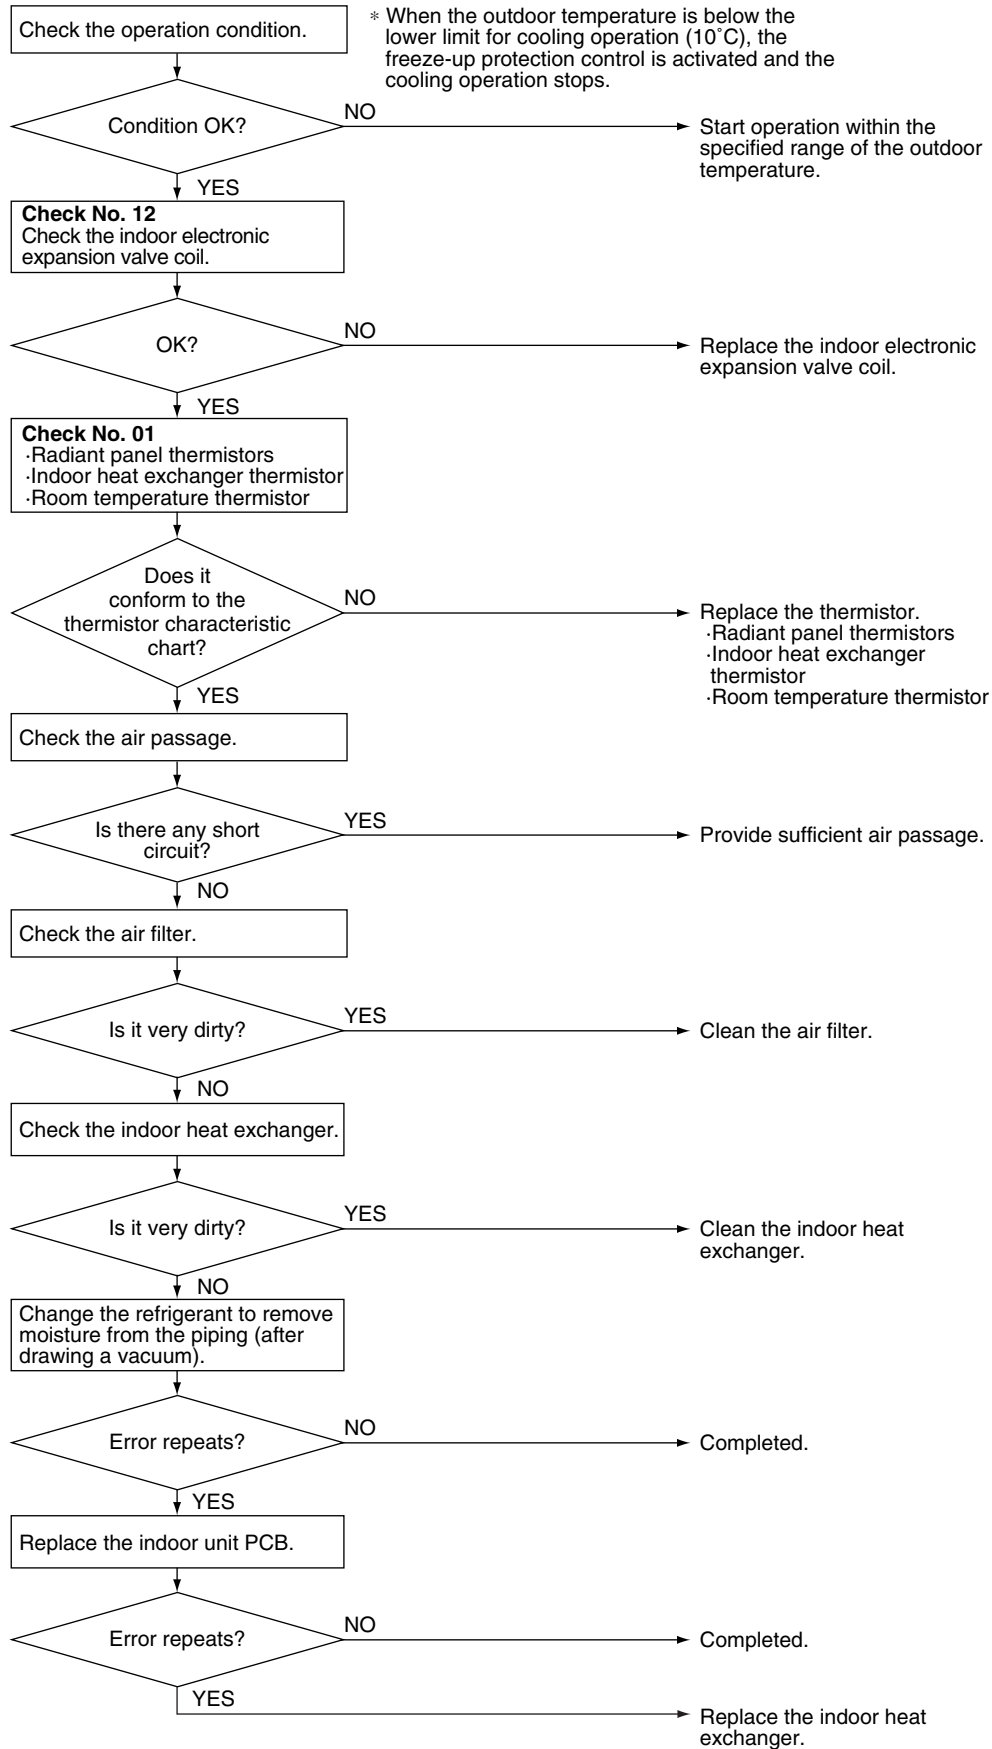 Check the operation condition.
∗ When the outdoor temperature is below the
lower limit for cooling operation (10˚C), the
freeze-up protection control is activated and the
cooling operation stops.
Condition OK?
NO
Start operation within the
specified range of the outdoor
temperature.
YES
Check No. 12
Check the indoor electronic
expansion valve coil.
OK?
NO
Replace the indoor electronic
expansion valve coil.
YES
Check No. 01
·Radiant panel thermistors
·Indoor heat exchanger thermistor
·Room temperature thermistor
Does it
conform to the
thermistor characteristic
chart?
NO
Replace the thermistor.
·Radiant panel thermistors
·Indoor heat exchanger
thermistor
·Room temperature thermistor
YES
Check the air passage.
Is there any short
circuit?
YES
Provide sufficient air passage.
NO
Check the air filter.
Is it very dirty?
YES
Clean the air filter.
NO
Check the indoor heat exchanger.
Is it very dirty?
YES
Clean the indoor heat
exchanger.
NO
Change the refrigerant to remove
moisture from the piping (after
drawing a vacuum).
Error repeats?
NO
Completed.
YES
Replace the indoor unit PCB.
Error repeats?
NO
Completed.
YES
Replace the indoor heat
exchanger.